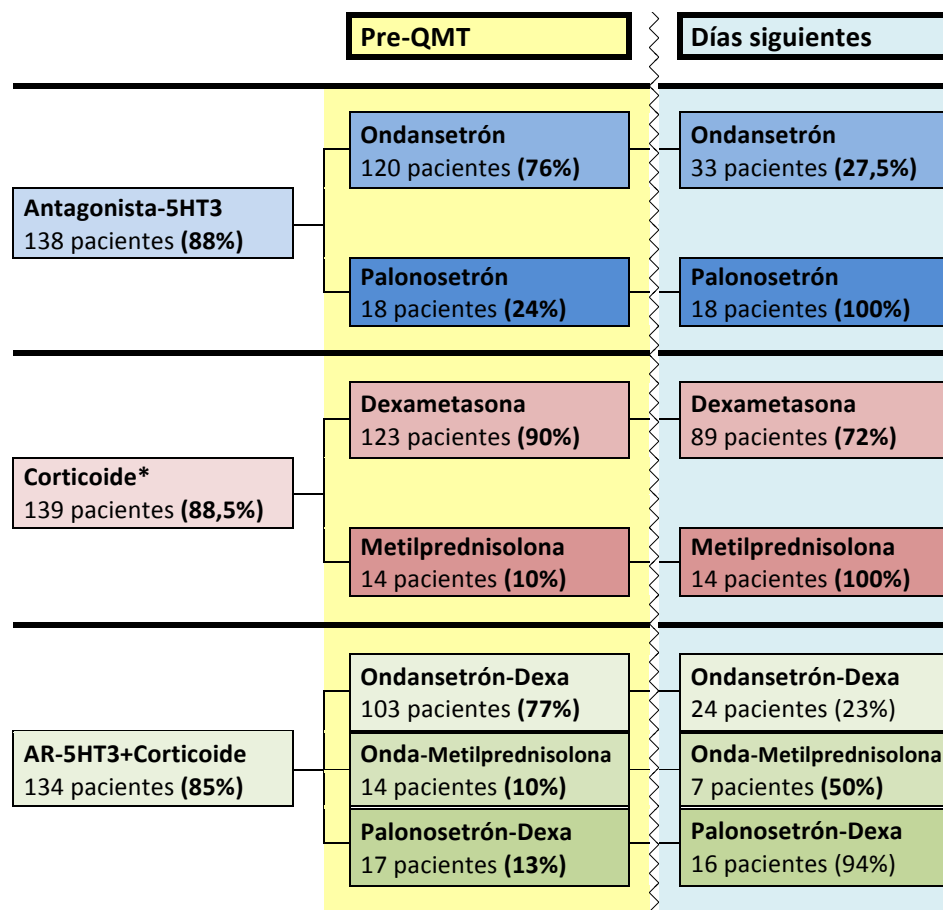 Pre-QMT
Días siguientes
Antagonista-5HT3
138 pacientes (88%)
Ondansetrón
120 pacientes (76%)
Ondansetrón
33 pacientes (27,5%)
Palonosetrón
18 pacientes (24%)
Palonosetrón
18 pacientes (100%)
Corticoide*
139 pacientes (88,5%)
Dexametasona
123 pacientes (90%)
Dexametasona
89 pacientes (72%)
Metilprednisolona
14 pacientes (10%)
Metilprednisolona
14 pacientes (100%)
AR-5HT3+Corticoide
134 pacientes (85%)
Ondansetrón-Dexa
103 pacientes (77%)
Ondansetrón-Dexa
24 pacientes (23%)
Onda-Metilprednisolona
14 pacientes (10%)
Onda-Metilprednisolona
7 pacientes (50%)
Palonosetrón-Dexa
17 pacientes (13%)
Palonosetrón-Dexa
16 pacientes (94%)